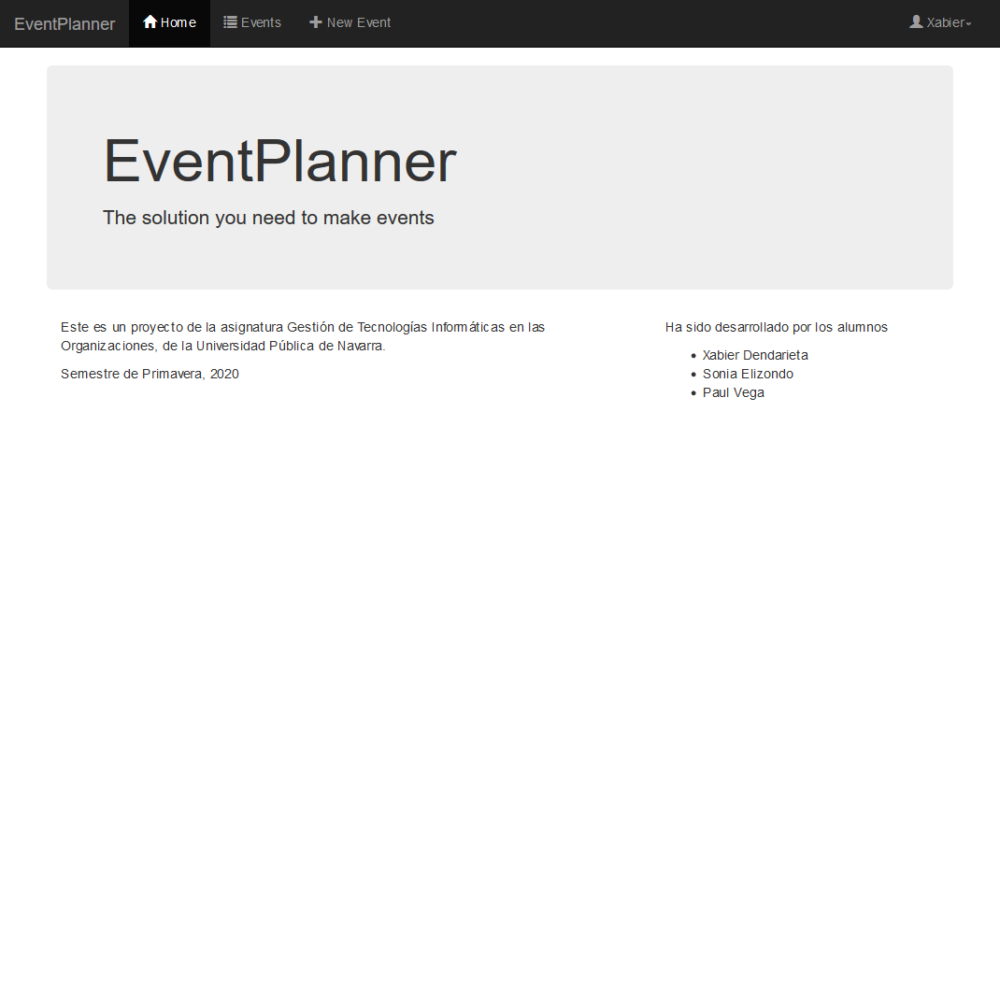 EventPlanner
Home
Events
New Event
Xabier
EventPlanner
The solution you need to make events
Este es un proyecto de la asignatura Gestión de Tecnologías Informáticas en las
Organizaciones, de la Universidad Pública de Navarra.
Semestre de Primavera, 2020
Ha sido desarrollado por los alumnos
Xabier Dendarieta
Sonia Elizondo
Paul Vega